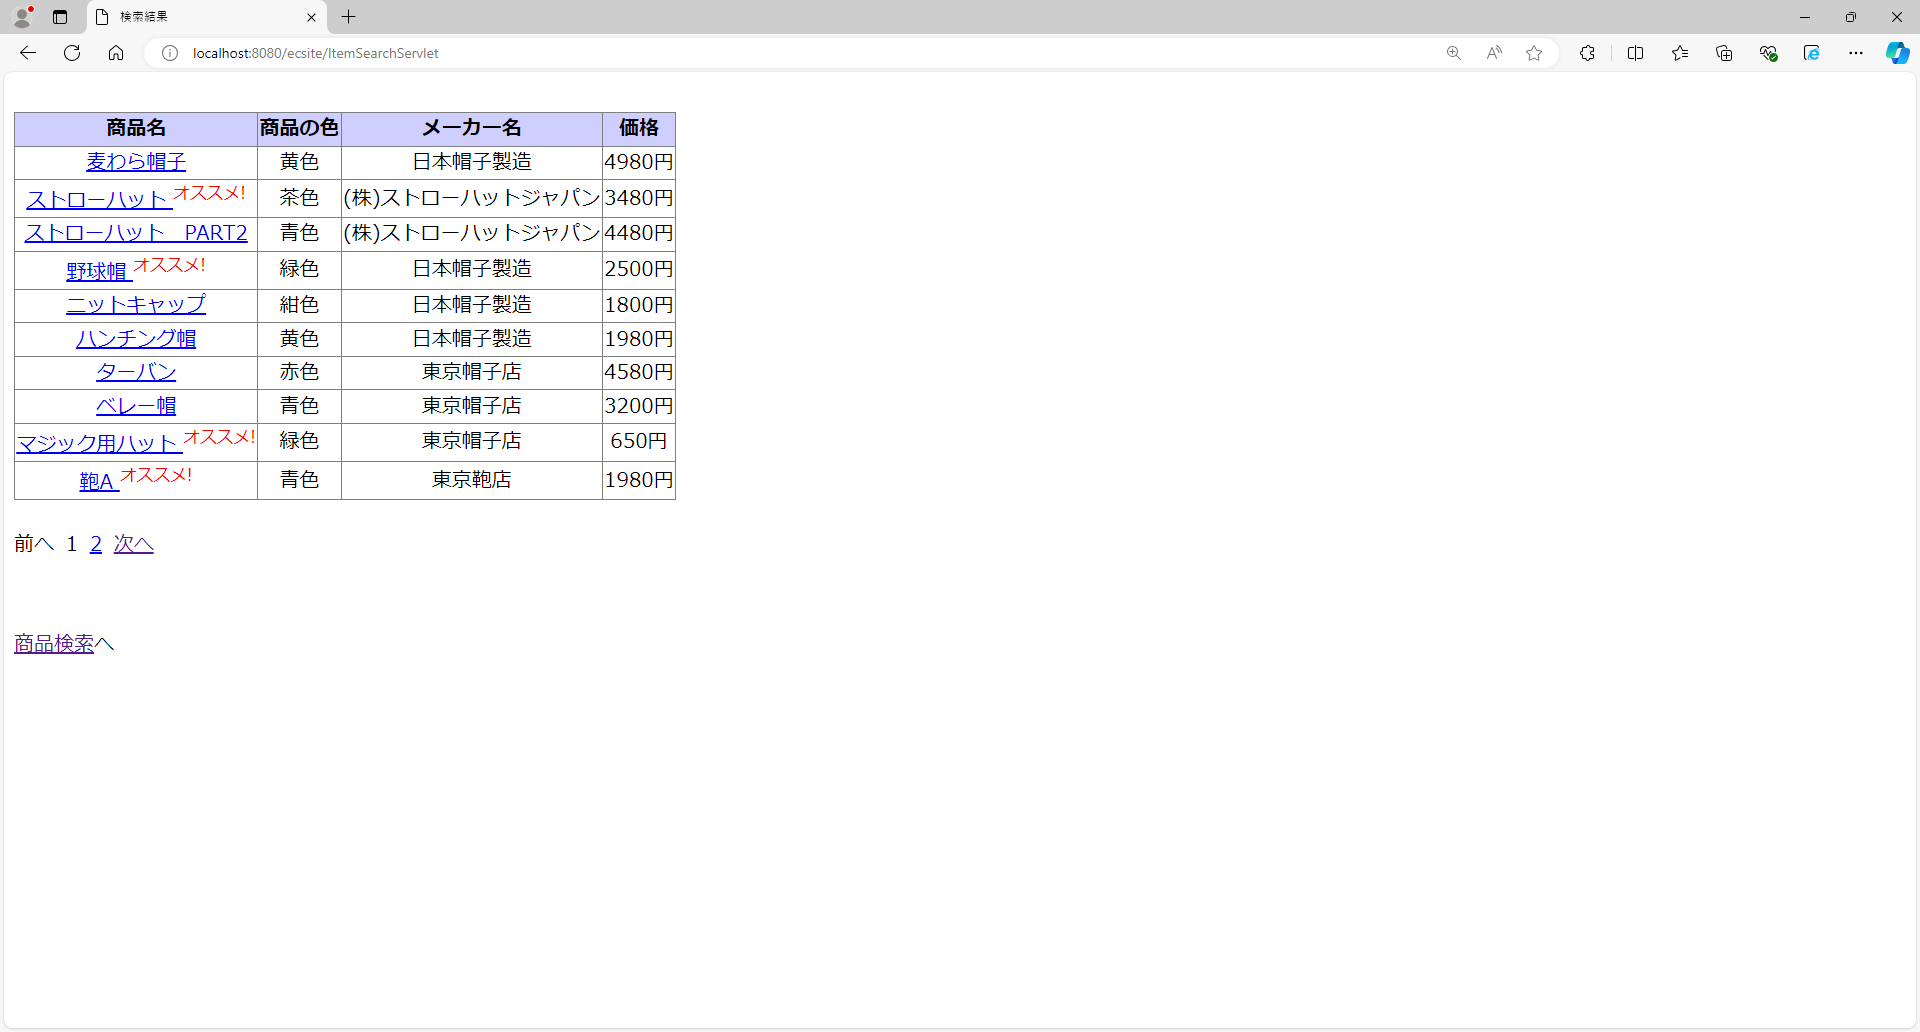 検索結果
localhost:8080/ecsite/ItemSearchServlet
商品名 商品の色 メーカー名 価格
麦わら帽子 黄色 日本帽子製造 4980円
ストローハット オススメ! 茶色 (株)ストローハットジャパン 3480円
ストローハット　PART2 青色 (株)ストローハットジャパン 4480円
野球帽 オススメ! 緑色 日本帽子製造 2500円
ニットキャップ 紺色 日本帽子製造 1800円
ハンチング帽 黄色 日本帽子製造 1980円
ターバン 赤色 東京帽子店 4580円
ベレー帽 青色 東京帽子店 3200円
マジック用ハット オススメ! 緑色 東京帽子店 650円
鞄A オススメ! 青色 東京鞄店 1980円
前へ 1 2 次へ
商品検索へ